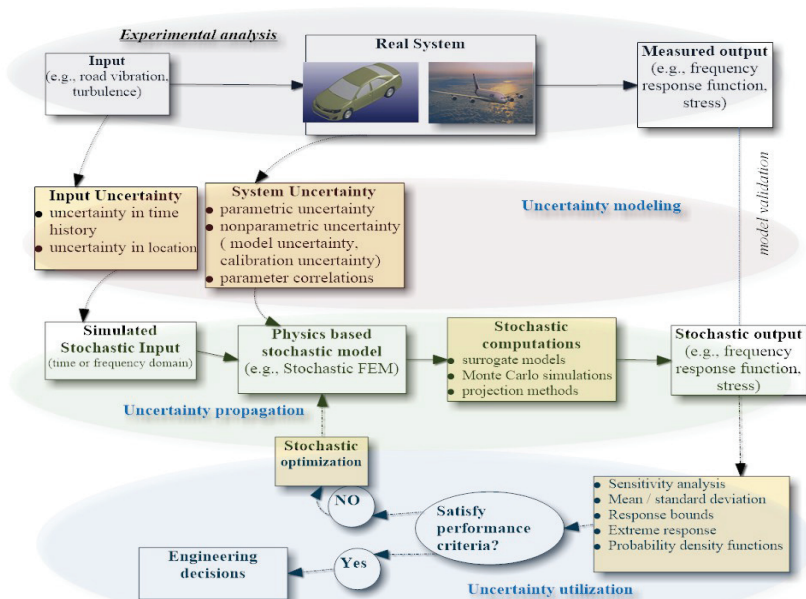 Experimental analysis
Input
(e.g., road vibration,
turbulence)
Real System
Measured output
(e.g., frequency
response function,
stress)
Input Uncertainty
uncertainty in time
history
uncertainty in location
System Uncertainty
parametric uncertainty
nonparametric uncertainty
( model uncertainty,
calibration uncertainty)
parameter correlations
Uncertainty modeling
model validation
Simulated
Stochastic Input
(time or frequency domain)
Physics based
stochastic model
(e.g., Stochastic FEM)
Stochastic
computations
surrogate models
Monte Carlo simulations
projection methods
Stochastic output
(e.g., frequency
response function,
stress)
Uncertainty propagation
Stochastic
optimization
Sensitivity analysis
Mean / standard deviation
Response bounds
Extreme response
Probability density functions
NO
Satisfy
performance
criteria?
Yes
Engineering
decisions
Uncertainty utilization